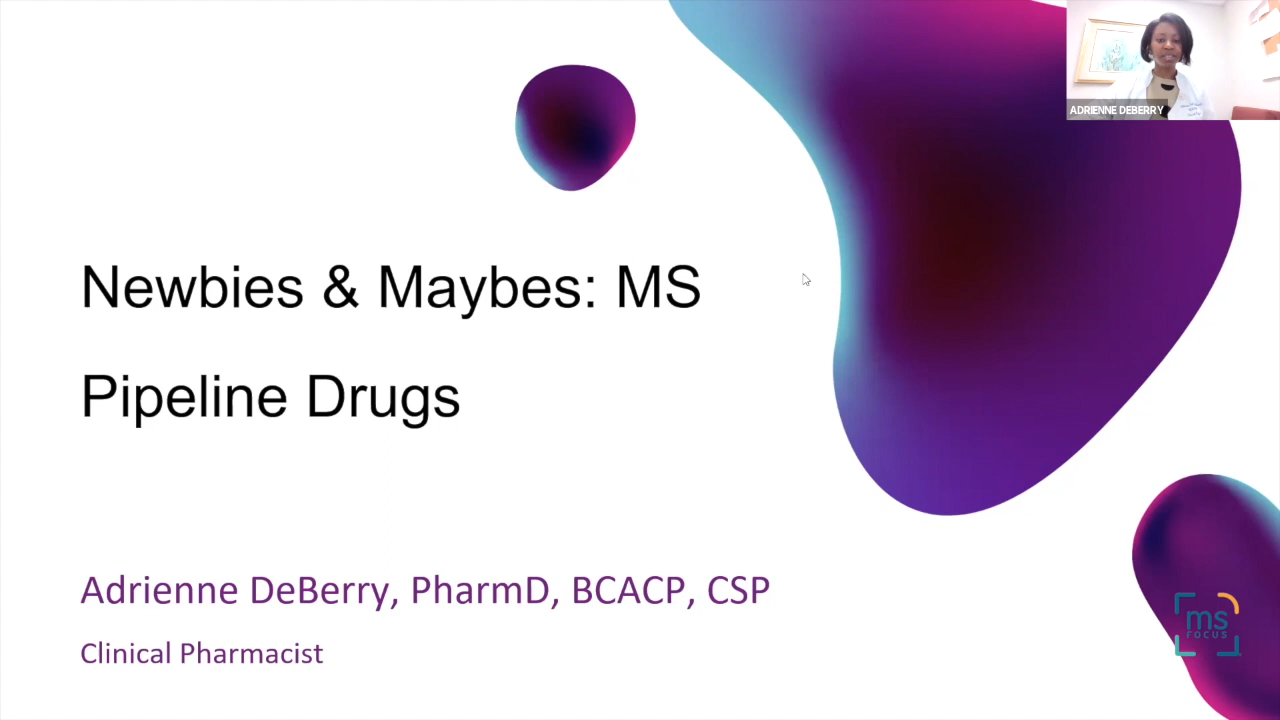 ADRIENNE DEBERRY
Newbies & Maybes: MS
Pipeline Drugs
Adrienne DeBerry, PharmD, BCACP, CSP
Clinical Pharmacist
ms
FOCUS